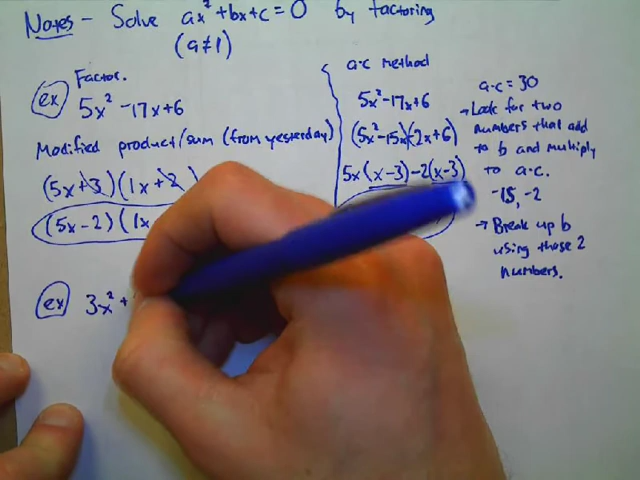 Notes - Solve ax² + bx + c = 0 by factoring
(a≠1)
ex Factor.
5x² - 17x + 6
Modified product/sum (from yesterday)
(5x + 3)(1x + 2)
(5x - 2)(1x
a·c method
5x² - 17x + 6
(5x² - 15x)(2x + 6)
5x(x - 3) - 2(x - 3)
a·c = 30
→ Look for two
numbers that add
to b and multiply
to a·c.
-15, -2
→ Break up b
using those 2
numbers.
ex 3x² +